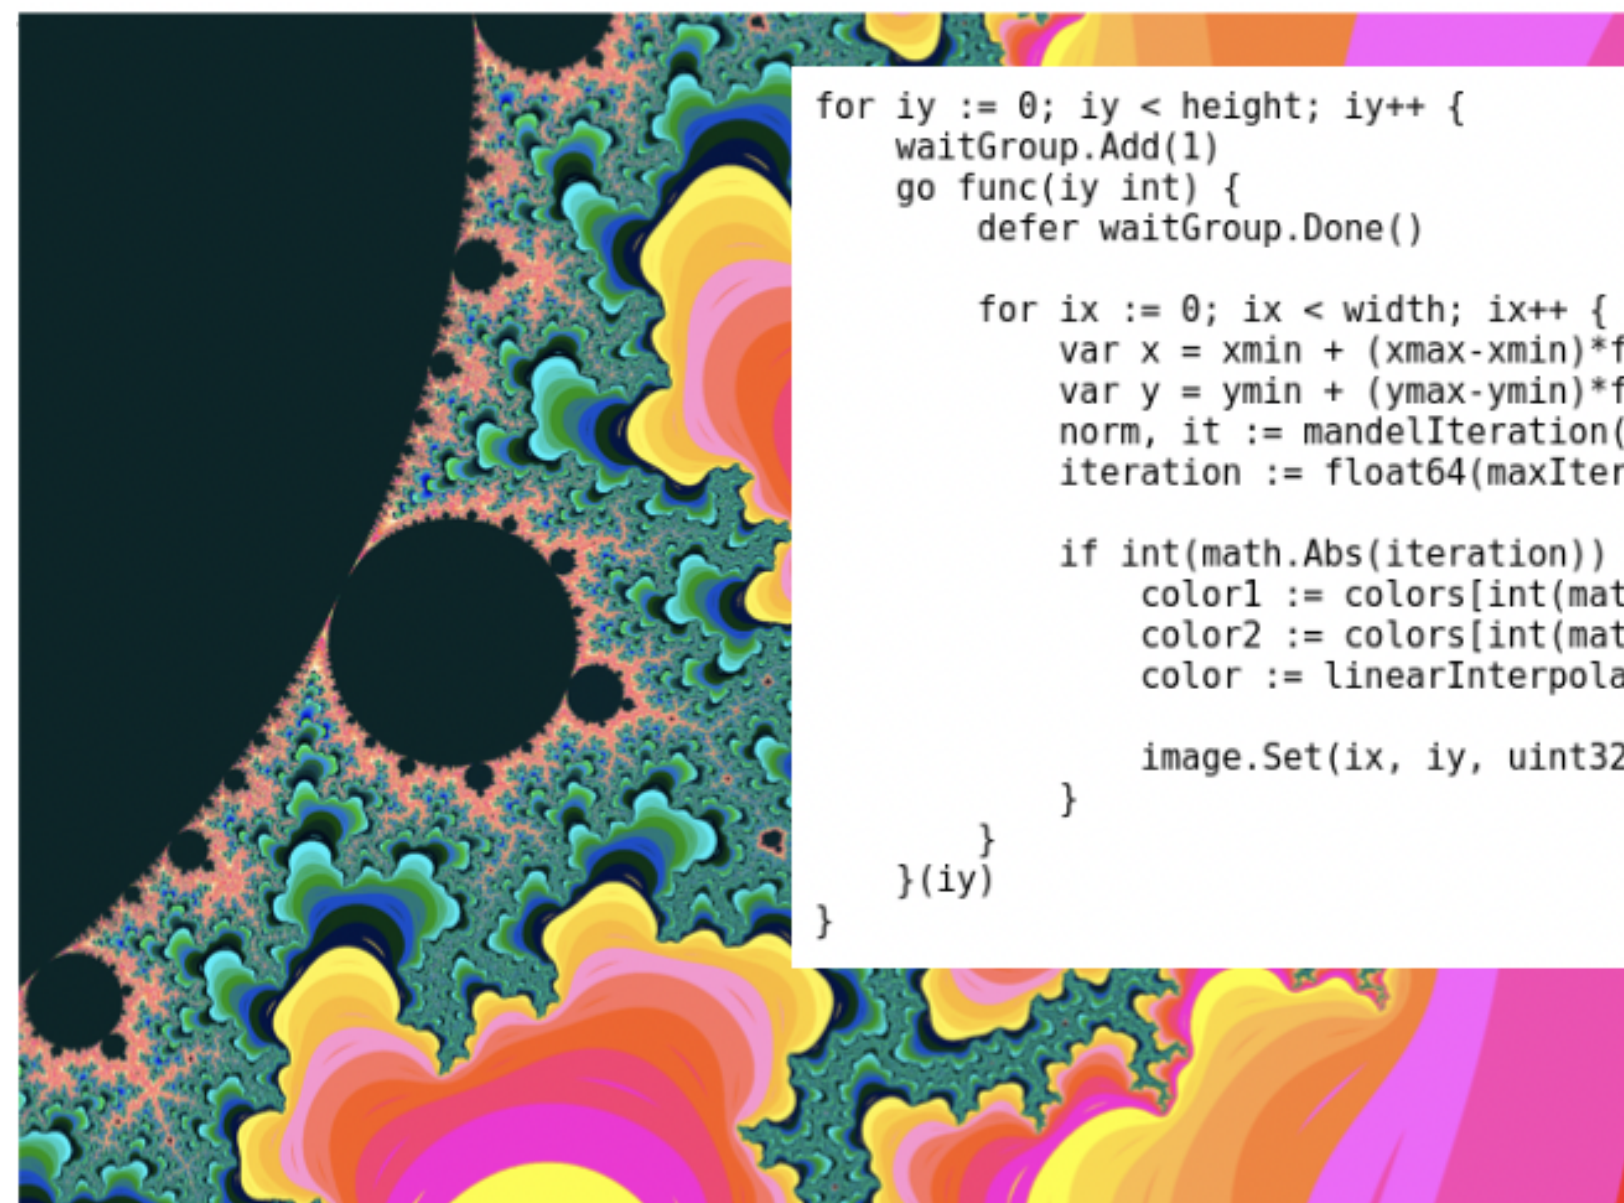 for iy := 0; iy < height; iy++ {
    waitGroup.Add(1)
    go func(iy int) {
        defer waitGroup.Done()

        for ix := 0; ix < width; ix++ {
            var x = xmin + (xmax-xmin)*f
            var y = ymin + (ymax-ymin)*f
            norm, it := mandelIteration(
            iteration := float64(maxIter

            if int(math.Abs(iteration))
                color1 := colors[int(mat
                color2 := colors[int(mat
                color := linearInterpola

                image.Set(ix, iy, uint32
            }
        }
    }(iy)
}